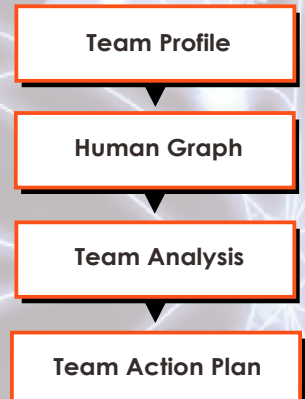 Team Profile
Human Graph
Team Analysis
Team Action Plan